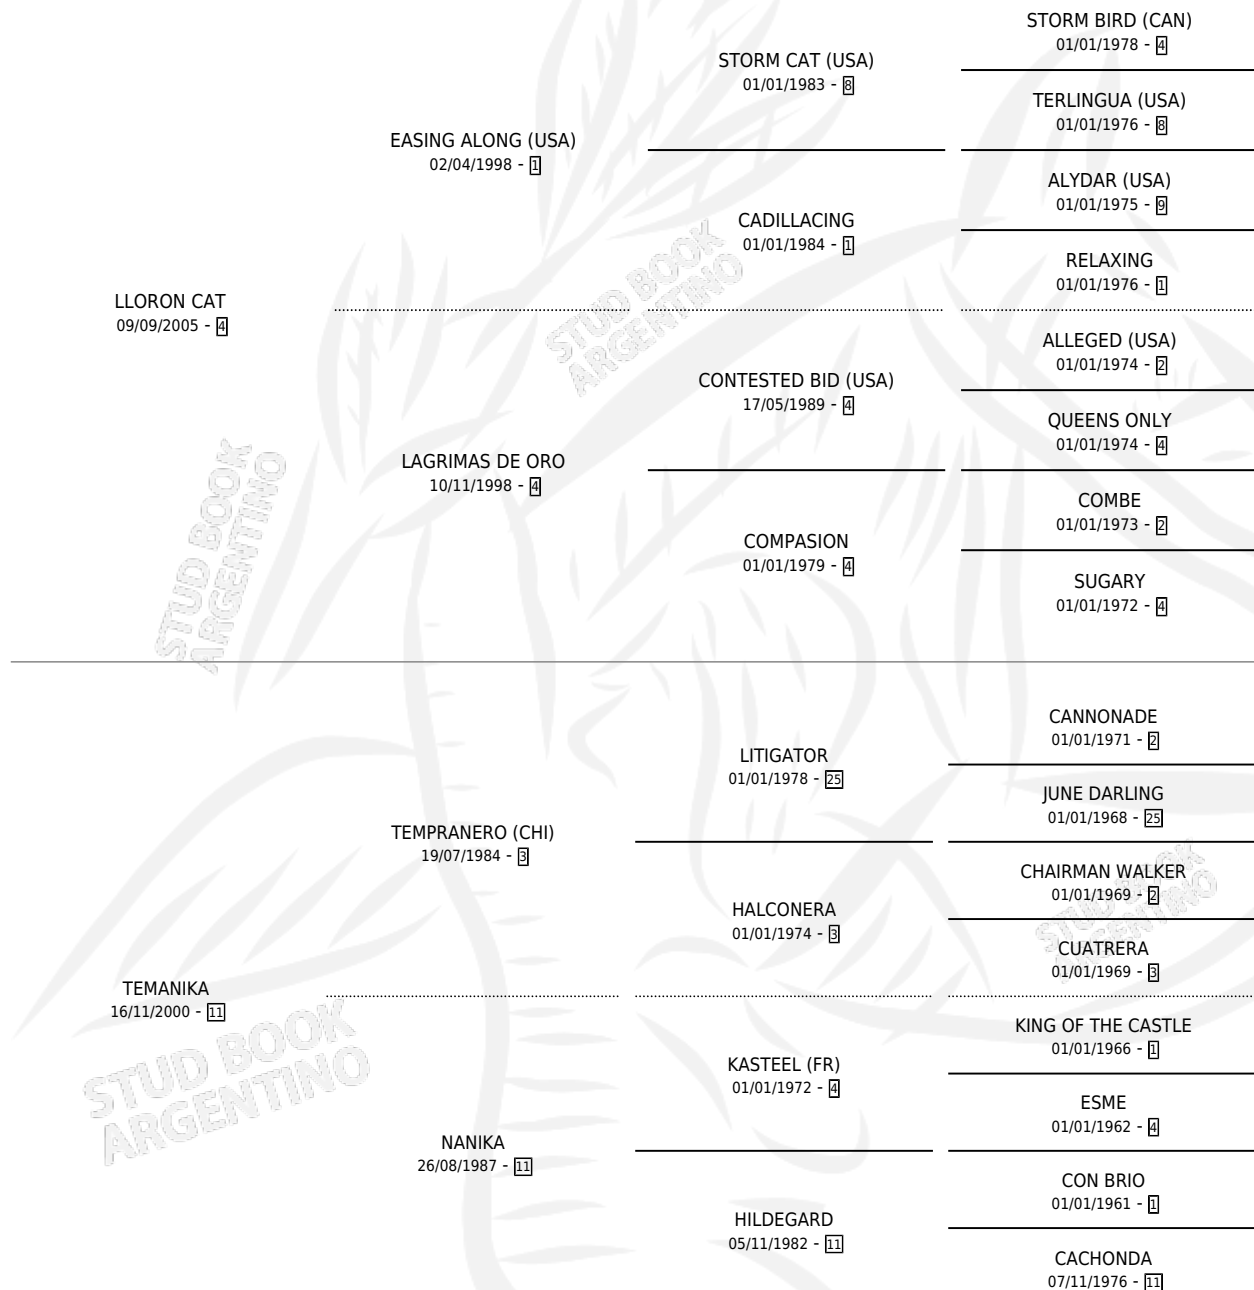 STORM BIRD (CAN)
01/01/1978 - 4
STORM CAT (USA)
01/01/1983 - 8
TERLINGUA (USA)
01/01/1976 - 8
EASING ALONG (USA)
02/04/1998 - 1
ALYDAR (USA)
01/01/1975 - 9
CADILLACING
01/01/1984 - 1
RELAXING
01/01/1976 - 1
LLORON CAT
09/09/2005 - 4
ALLEGED (USA)
01/01/1974 - 2
CONTESTED BID (USA)
17/05/1989 - 4
QUEENS ONLY
01/01/1974 - 4
LAGRIMAS DE ORO
10/11/1998 - 4
COMBE
01/01/1973 - 2
COMPASION
01/01/1979 - 4
SUGARY
01/01/1972 - 4
CANNONADE
01/01/1971 - 2
LITIGATOR
01/01/1978 - 25
JUNE DARLING
01/01/1968 - 25
TEMPRANERO (CHI)
19/07/1984 - 3
CHAIRMAN WALKER
01/01/1969 - 2
HALCONERA
01/01/1974 - 3
CUATRERA
01/01/1969 - 3
TEMANIKA
16/11/2000 - 11
KING OF THE CASTLE
01/01/1966 - 1
KASTEEL (FR)
01/01/1972 - 4
ESME
01/01/1962 - 4
NANIKA
26/08/1987 - 11
CON BRIO
01/01/1961 - 1
HILDEGARD
05/11/1982 - 11
CACHONDA
07/11/1976 - 11
STUD BOOK
ARGENTINO
STUD BOOK
ARGENTINO
STUD BOOK
ARGENTINO
STUD BOOK
ARGENTINO